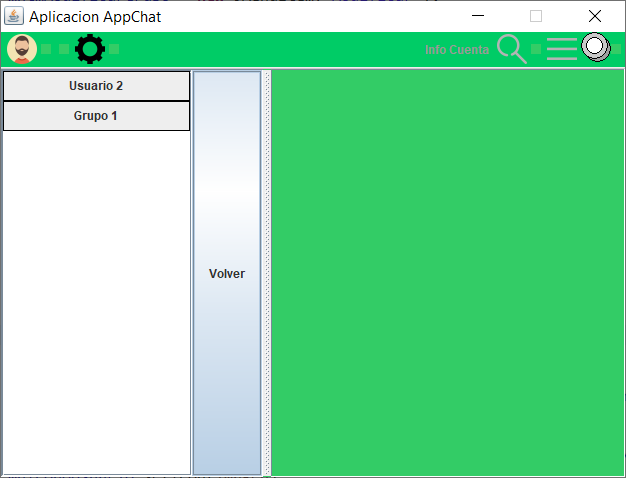 Aplicacion AppChat
Info Cuenta
Usuario 2
Grupo 1
Volver